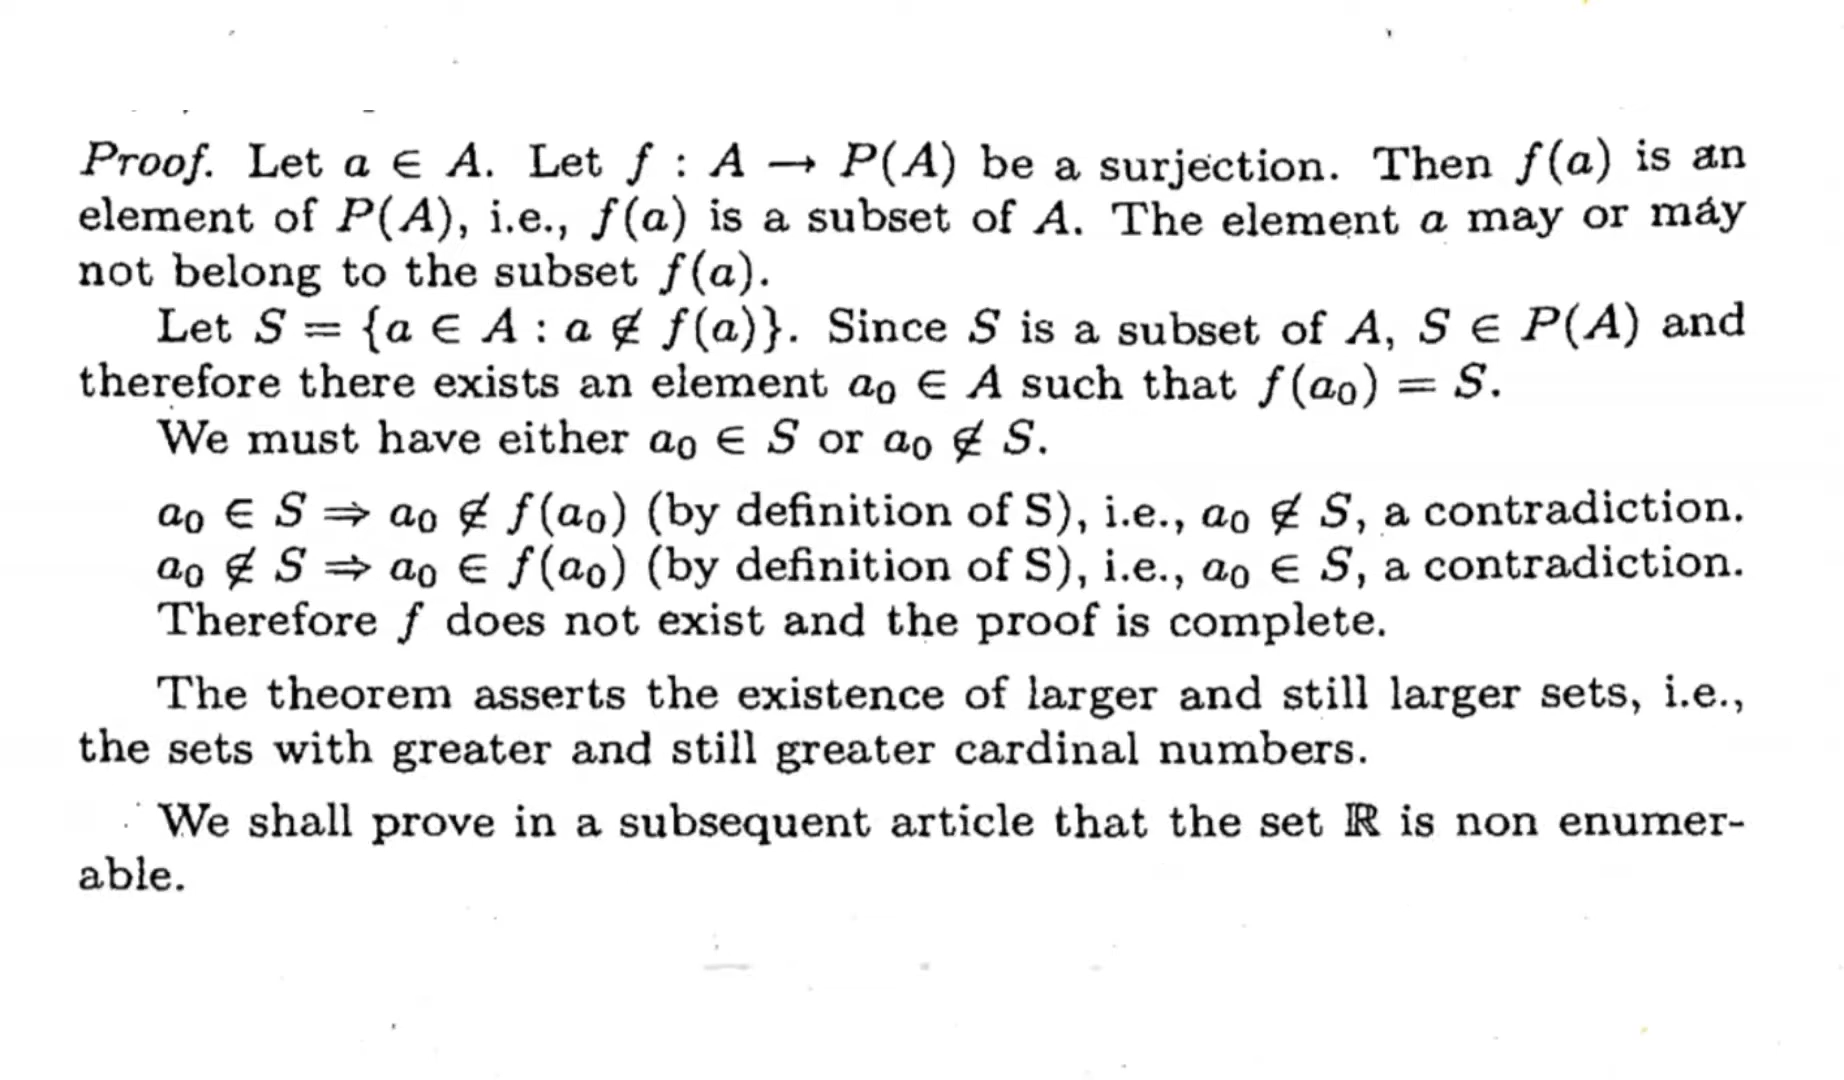 Proof. Let a ∈ A. Let f : A → P(A) be a surjection. Then f(a) is an
element of P(A), i.e., f(a) is a subset of A. The element a may or may
not belong to the subset f(a).
Let S = {a ∈ A : a ∉ f(a)}. Since S is a subset of A, S ∈ P(A) and
therefore there exists an element a₀ ∈ A such that f(a₀) = S.
We must have either a₀ ∈ S or a₀ ∉ S.
a₀ ∈ S ⇒ a₀ ∉ f(a₀) (by definition of S), i.e., a₀ ∉ S, a contradiction.
a₀ ∉ S ⇒ a₀ ∈ f(a₀) (by definition of S), i.e., a₀ ∈ S, a contradiction.
Therefore f does not exist and the proof is complete.
The theorem asserts the existence of larger and still larger sets, i.e.,
the sets with greater and still greater cardinal numbers.
We shall prove in a subsequent article that the set ℝ is non enumer-
able.